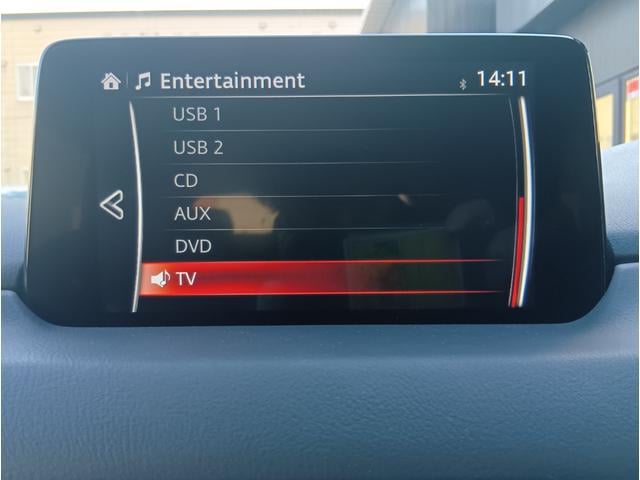 Entertainment 14:11
USB 1
USB 2
CD
AUX
DVD
TV